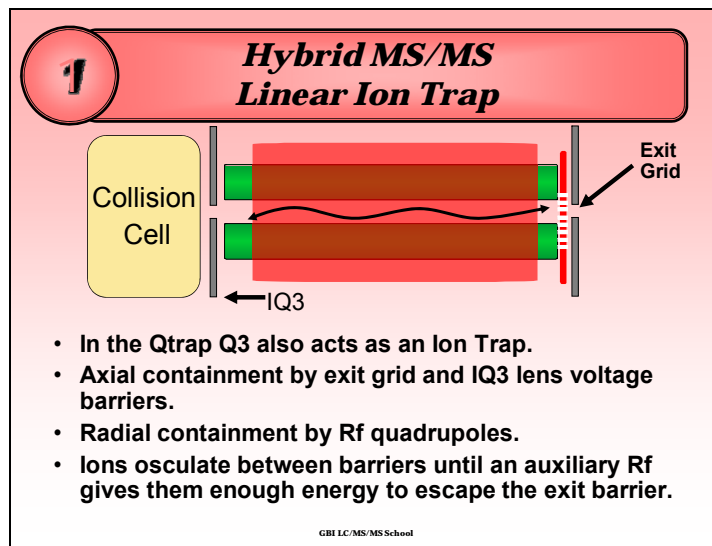 1
Hybrid MS/MS
Linear Ion Trap
Exit
Grid
Collision
Cell
IQ3
• In the Qtrap Q3 also acts as an Ion Trap.
• Axial containment by exit grid and IQ3 lens voltage
barriers.
• Radial containment by Rf quadrupoles.
• Ions osculate between barriers until an auxiliary Rf
gives them enough energy to escape the exit barrier.
GBI LC/MS/MS School